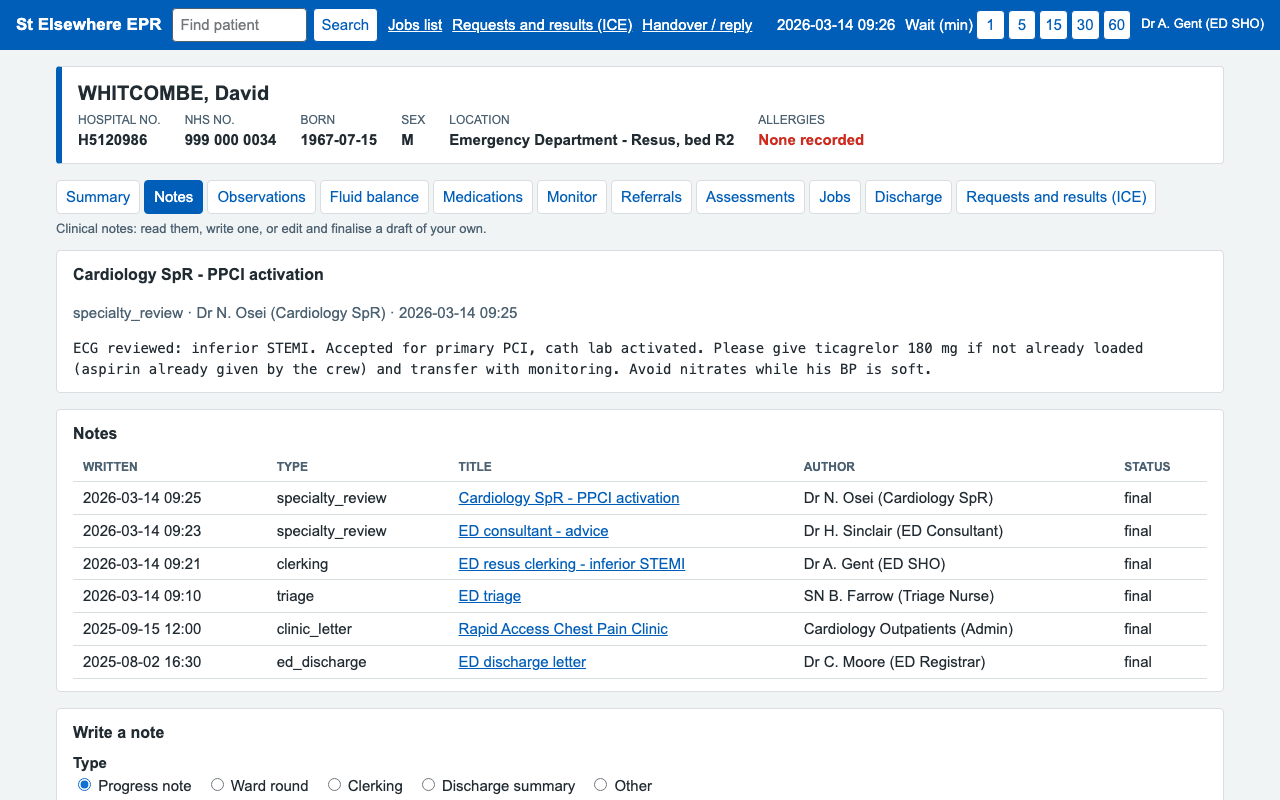 St Elsewhere EPR Find patient Search Jobs list Requests and results (ICE) Handover / reply 2026-03-14 09:26 Wait (min) 1 5 15 30 60 Dr A. Gent (ED SHO)
WHITCOMBE, David
HOSPITAL NO. NHS NO. BORN SEX LOCATION ALLERGIES
H5120986 999 000 0034 1967-07-15 M Emergency Department - Resus, bed R2 None recorded
Summary Notes Observations Fluid balance Medications Monitor Referrals Assessments Jobs Discharge Requests and results (ICE)
Clinical notes: read them, write one, or edit and finalise a draft of your own.
Cardiology SpR - PPCI activation
specialty_review · Dr N. Osei (Cardiology SpR) · 2026-03-14 09:25
ECG reviewed: inferior STEMI. Accepted for primary PCI, cath lab activated. Please give ticagrelor 180 mg if not already loaded
(aspirin already given by the crew) and transfer with monitoring. Avoid nitrates while his BP is soft.
Notes
WRITTEN TYPE TITLE AUTHOR STATUS
2026-03-14 09:25 specialty_review Cardiology SpR - PPCI activation Dr N. Osei (Cardiology SpR) final
2026-03-14 09:23 specialty_review ED consultant - advice Dr H. Sinclair (ED Consultant) final
2026-03-14 09:21 clerking ED resus clerking - inferior STEMI Dr A. Gent (ED SHO) final
2026-03-14 09:10 triage ED triage SN B. Farrow (Triage Nurse) final
2025-09-15 12:00 clinic_letter Rapid Access Chest Pain Clinic Cardiology Outpatients (Admin) final
2025-08-02 16:30 ed_discharge ED discharge letter Dr C. Moore (ED Registrar) final
Write a note
Type
Progress note Ward round Clerking Discharge summary Other